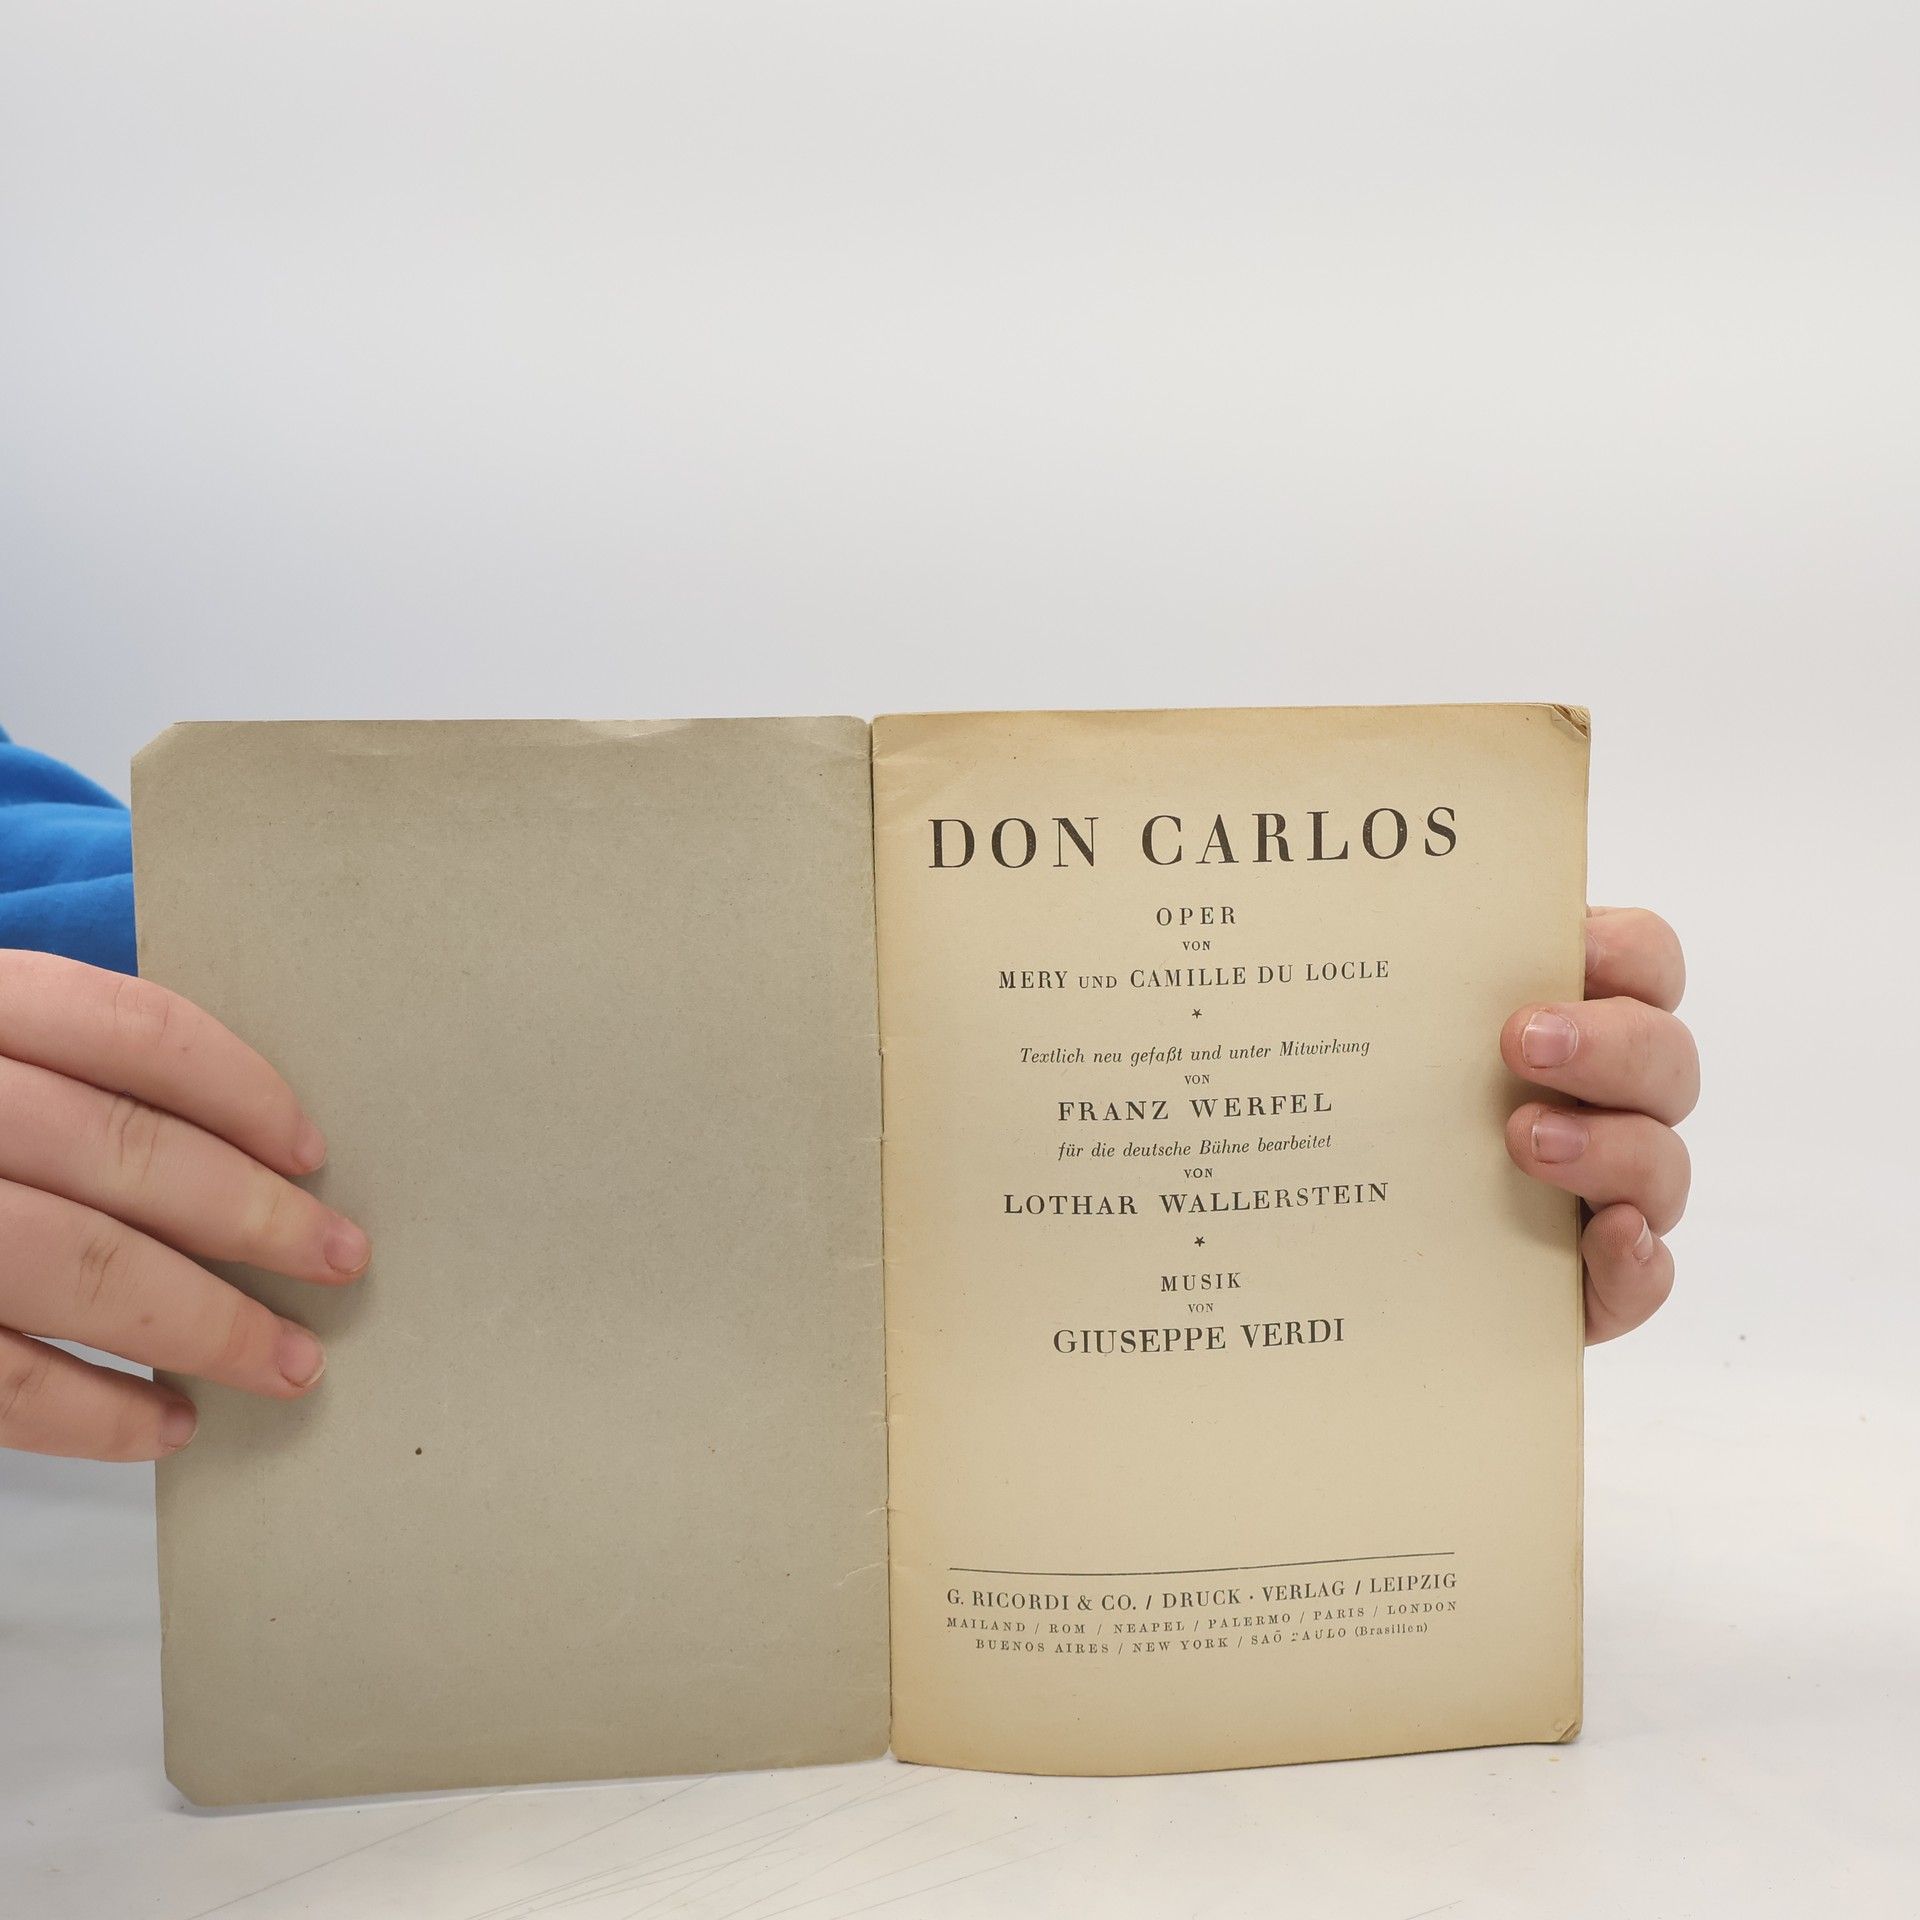 DON CARLOS
OPER
VON
MERY UND CAMILLE DU LOCLE
*
Textlich neu gefaßt und unter Mitwirkung
VON
FRANZ WERFEL
für die deutsche Bühne bearbeitet
VON
LOTHAR WALLERSTEIN
*
MUSIK
VON
GIUSEPPE VERDI
G. RICORDI & CO. / DRUCK · VERLAG / LEIPZIG
MAILAND / ROM / NEAPEL / PALERMO / PARIS / LONDON
BUENOS AIRES / NEW YORK / SAÕ PAULO (Brasilien)